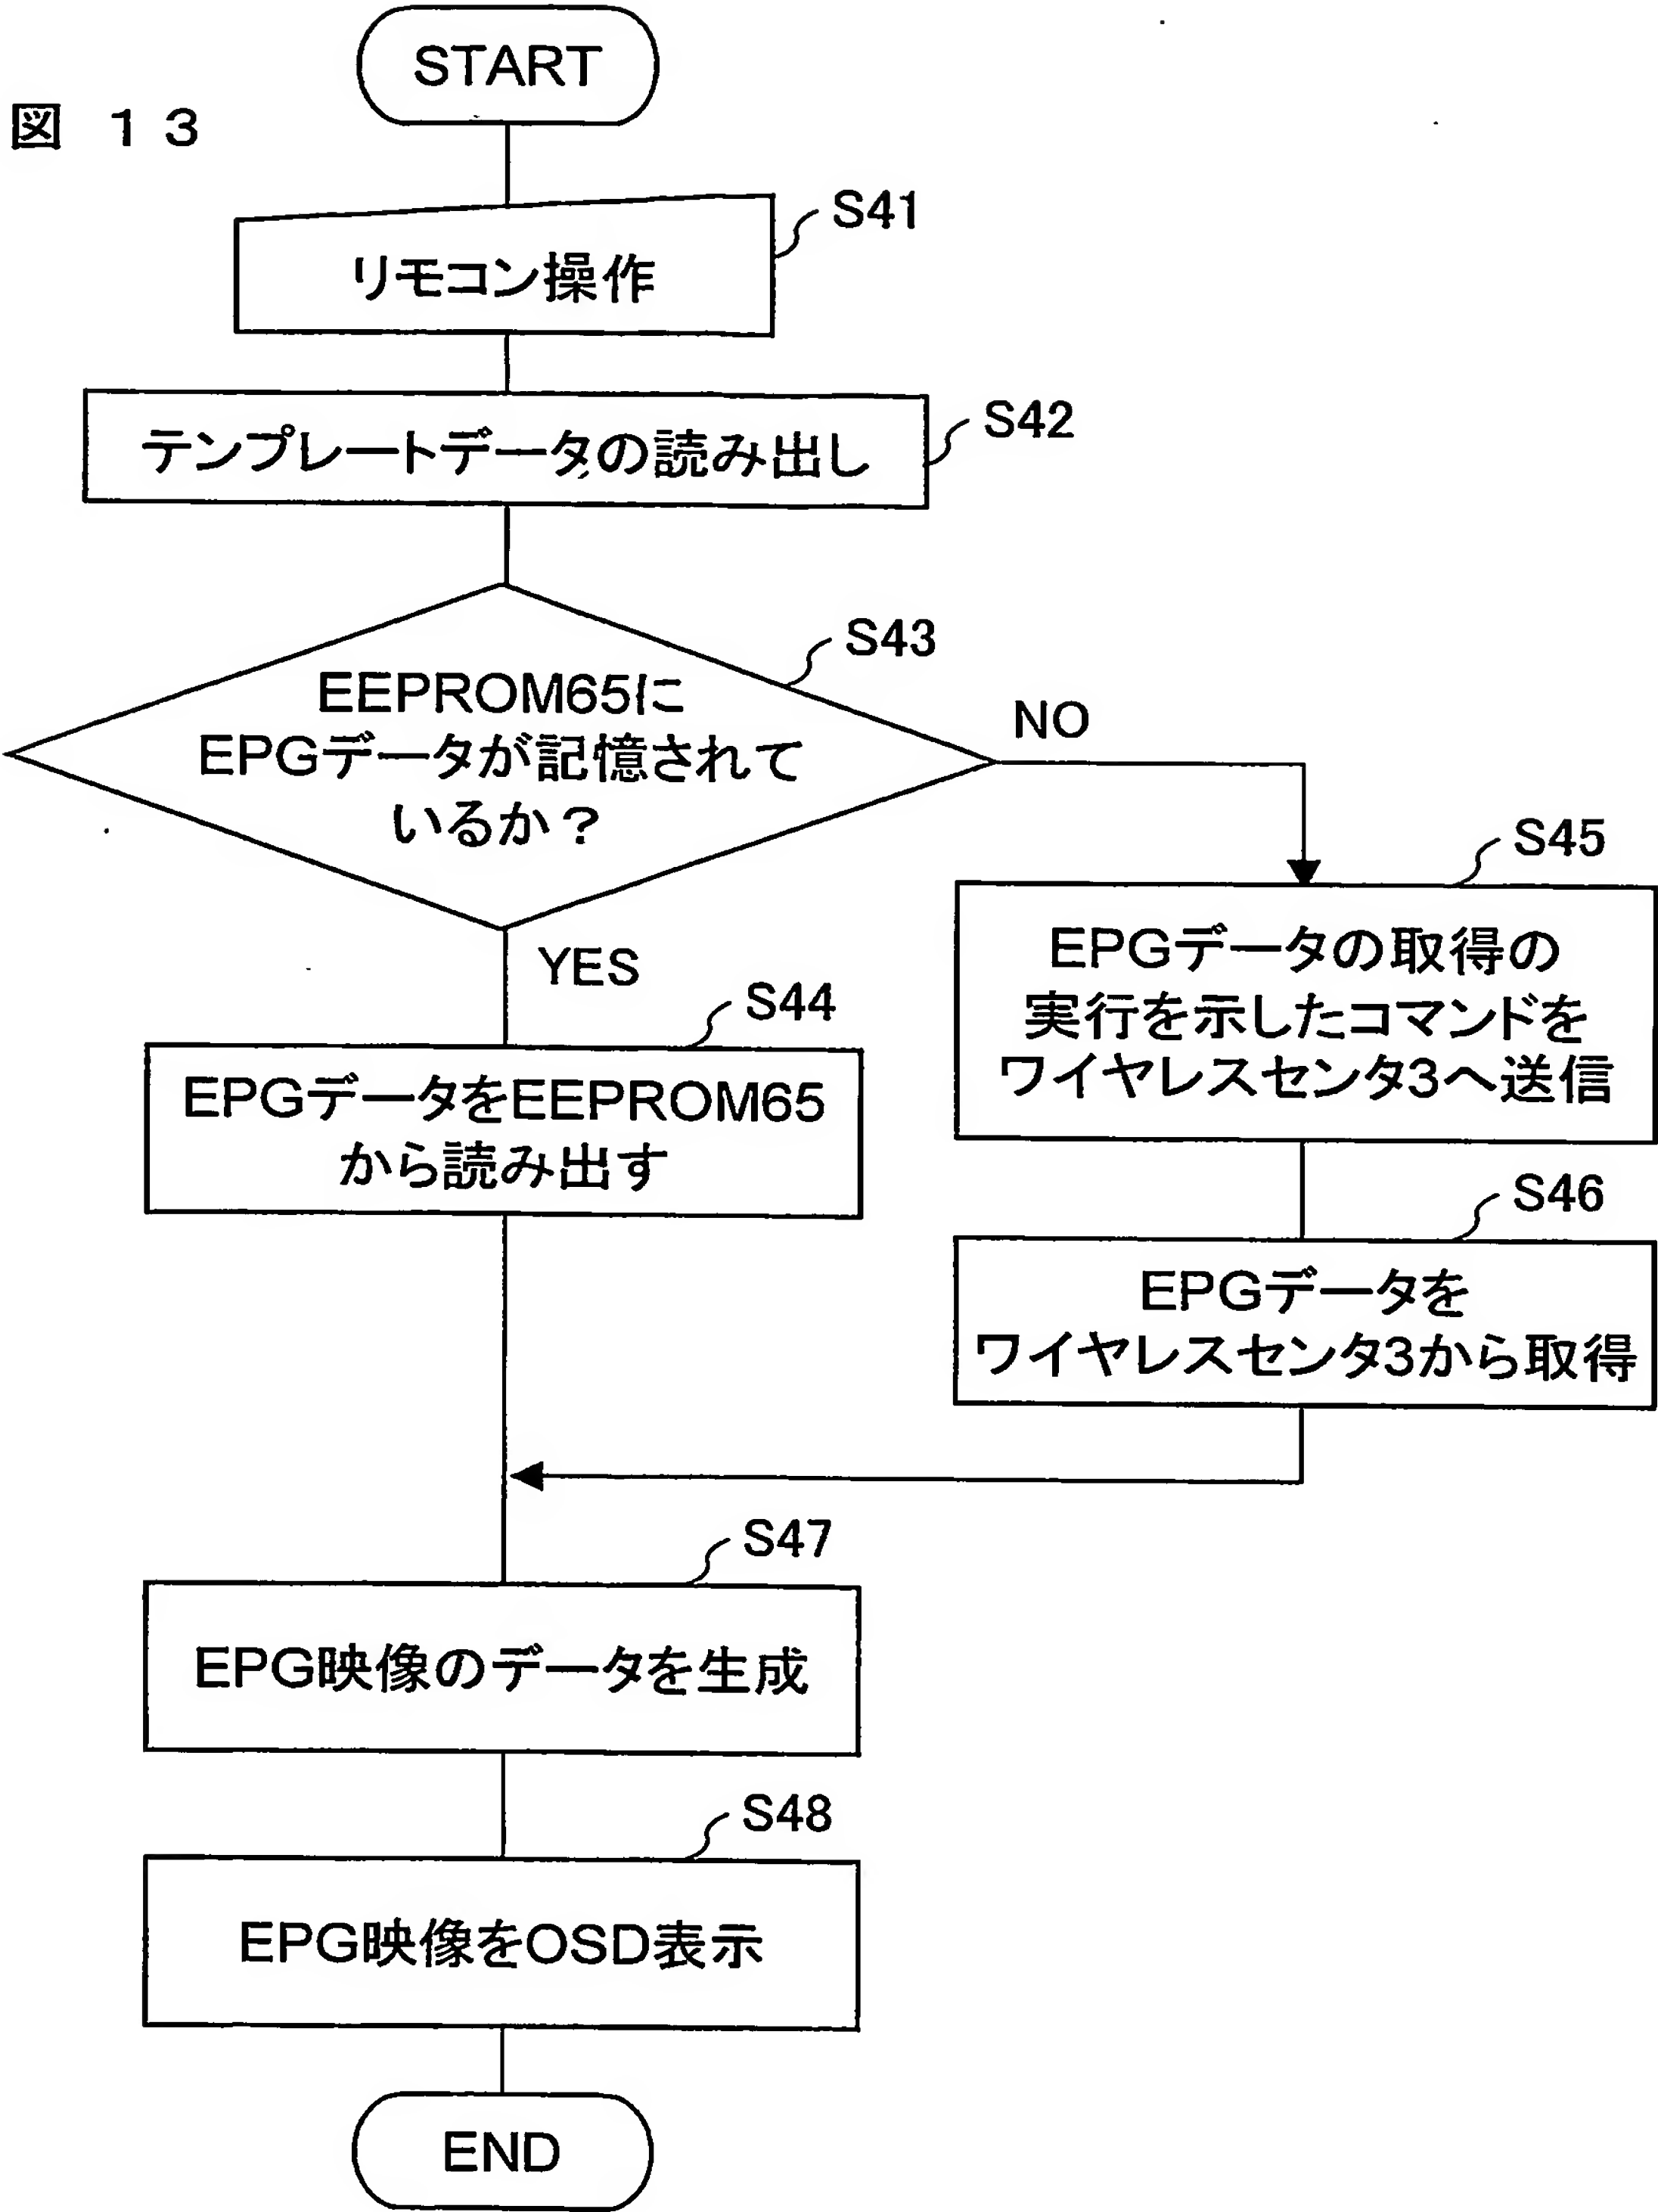 START
図 13
S41
リモコン操作
S42
テンプレートデータの読み出し
S43
EEPROM65に
EPGデータが記憶されて
いるか?
NO
YES
S44
EPGデータをEEPROM65
から読み出す
S45
EPGデータの取得の
実行を示したコマンドを
ワイヤレスセンタ3へ送信
S46
EPGデータを
ワイヤレスセンタ3から取得
S47
EPG映像のデータを生成
S48
EPG映像をOSD表示
END